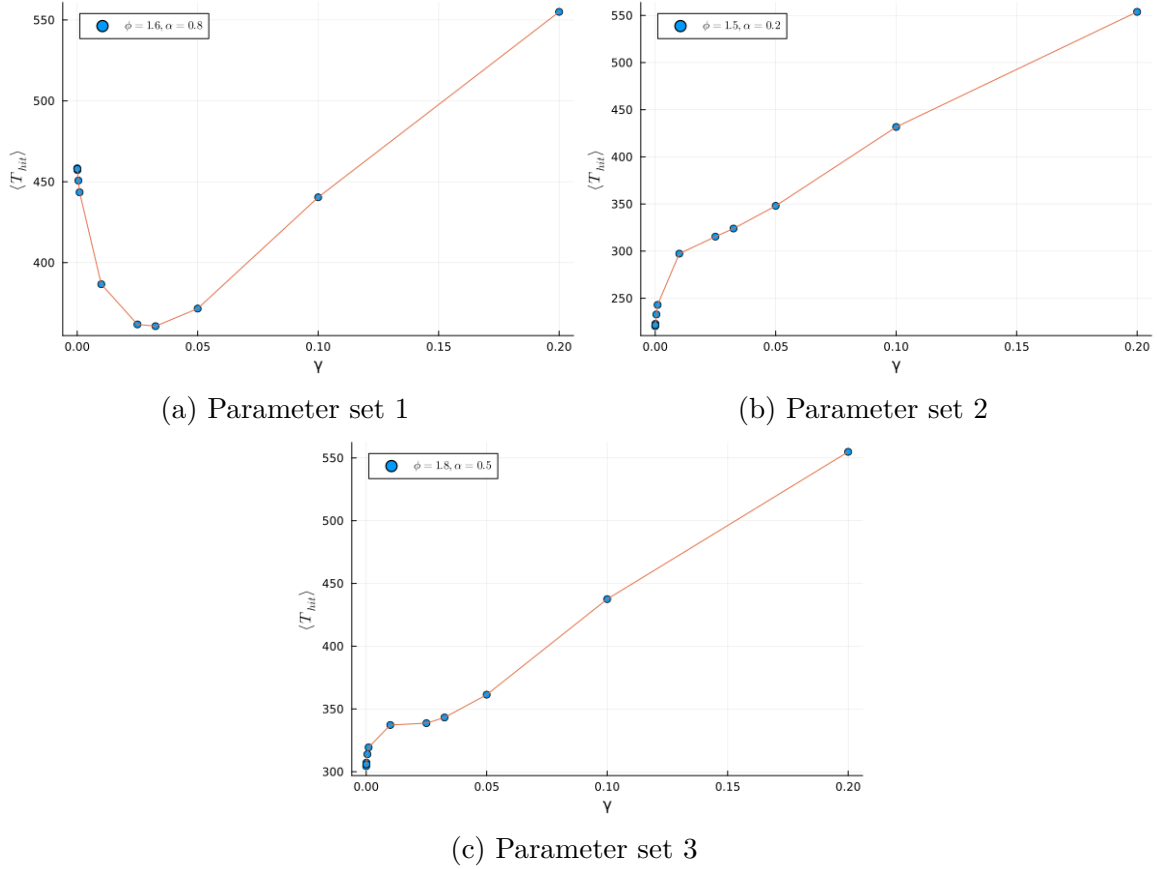 550
500
450
400
⟨T_hit⟩
ϕ = 1.6, α = 0.8
0.00 0.05 0.10 0.15 0.20
γ
(a) Parameter set 1
550
500
450
400
350
300
250
⟨T_hit⟩
ϕ = 1.5, α = 0.2
0.00 0.05 0.10 0.15 0.20
γ
(b) Parameter set 2
550
500
450
400
350
300
⟨T_hit⟩
ϕ = 1.8, α = 0.5
0.00 0.05 0.10 0.15 0.20
γ
(c) Parameter set 3